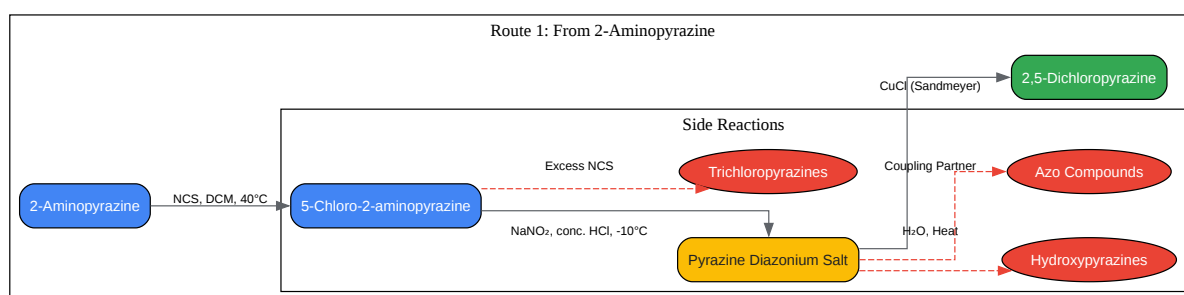 Route 1: From 2-Aminopyrazine
2,5-Dichloropyrazine
CuCl (Sandmeyer)
Side Reactions
Excess NCS
Trichloropyrazines
Coupling Partner
Azo Compounds
2-Aminopyrazine
NCS, DCM, 40°C
5-Chloro-2-aminopyrazine
NaNO₂, conc. HCl, -10°C
H₂O, Heat
Pyrazine Diazonium Salt
Hydroxypyrazines